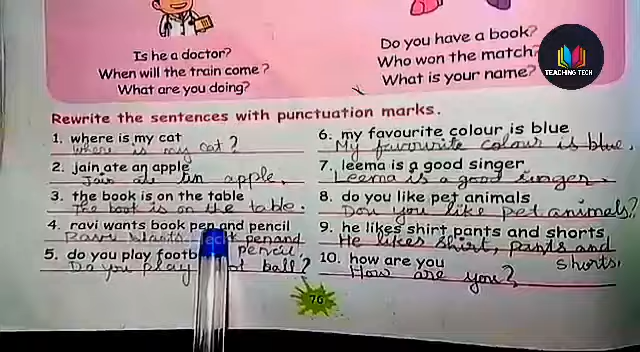 Is he a doctor?
When will the train come?
What are you doing?
Do you have a book?
Who won the match?
What is your name?
TEACHING TECH
Rewrite the sentences with punctuation marks.
1. where is my cat
Where is my cat?
2. jain ate an apple
Jain ate an apple.
3. the book is on the table
The book is on the table.
4. ravi wants book pen and pencil
Ravi wants pen and
pencil.
5. do you play footb
Do you play ball?
6. my favourite colour is blue
My favourite colour is blue.
7. leema is a good singer
Leema is a good singer.
8. do you like pet animals
Dou you like pet animals?
9. he likes shirt pants and shorts
He likes shirt, pants and
shorts.
10. how are you
How are you?
76